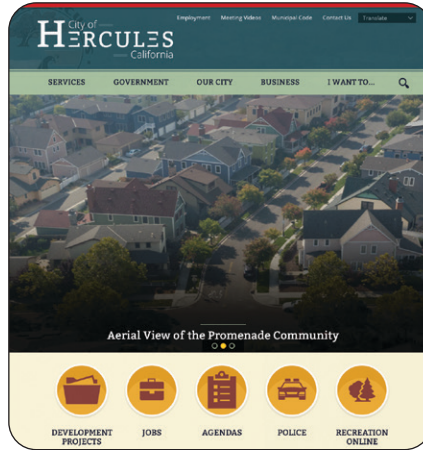 Employment Meeting Videos Municipal Code Contact Us Translate
City of
HERCULES
California
SERVICES GOVERNMENT OUR CITY BUSINESS I WANT TO...
Aerial View of the Promenade Community
DEVELOPMENT PROJECTS
JOBS
AGENDAS
POLICE
RECREATION ONLINE